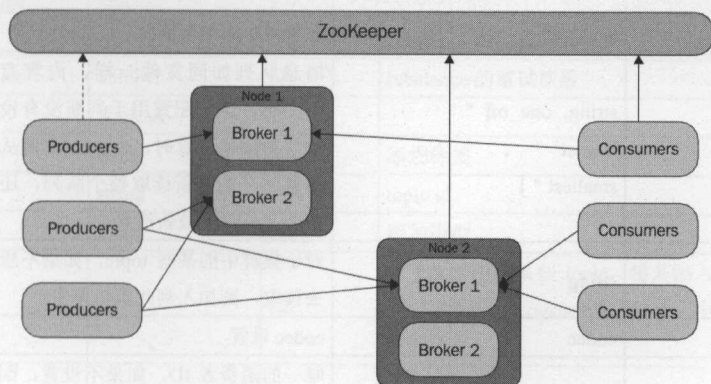 ZooKeeper
Node 1
Broker 1
Broker 2
Producers
Producers
Producers
Consumers
Consumers
Consumers
Node 2
Broker 1
Broker 2